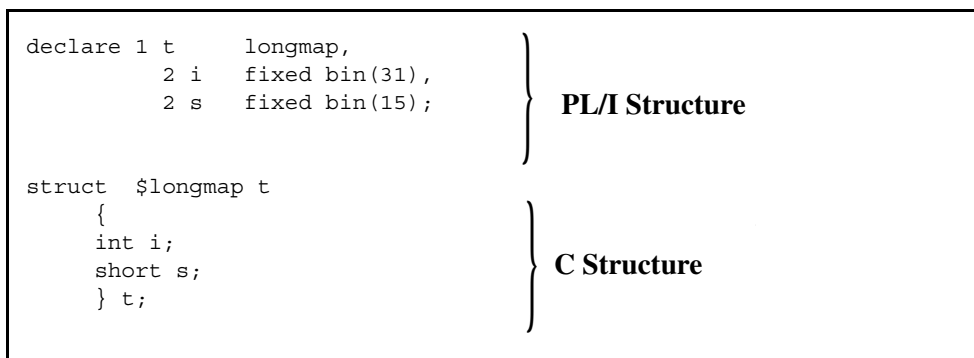 declare 1 t longmap,
2 i fixed bin(31),
2 s fixed bin(15);
PL/I Structure
struct $longmap t
{
int i;
short s;
} t;
C Structure